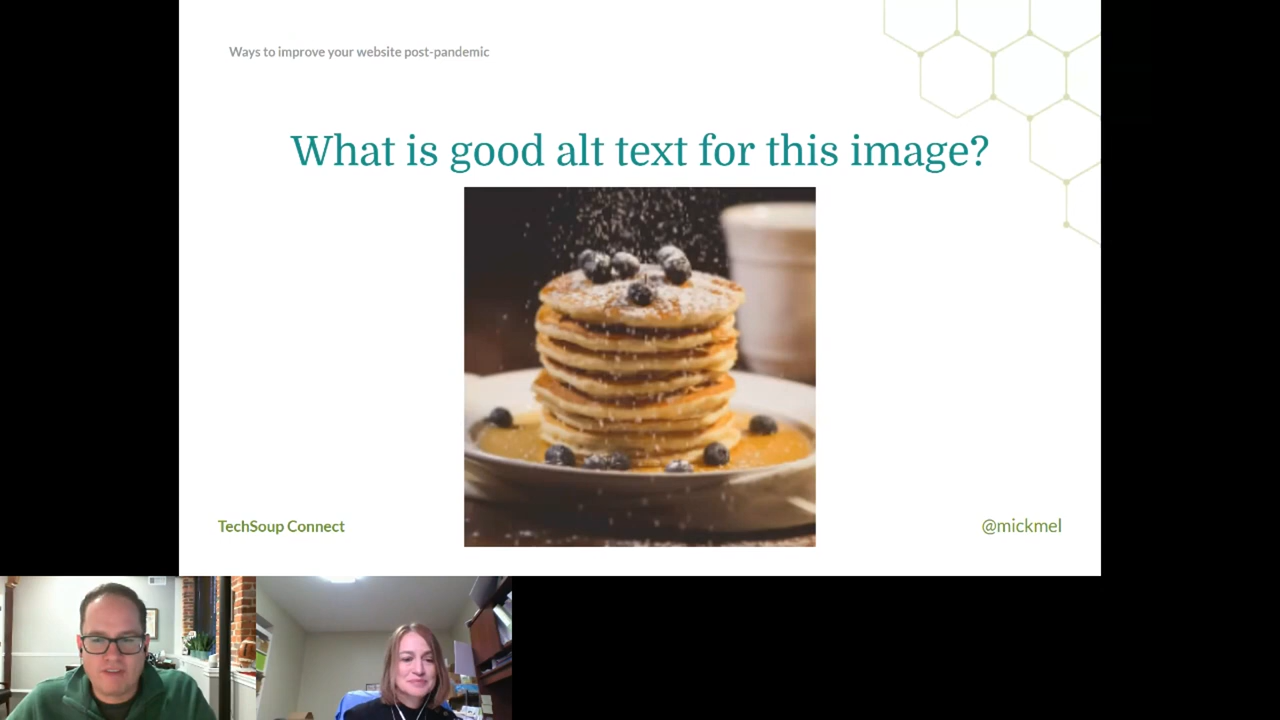 Ways to improve your website post-pandemic
What is good alt text for this image?
TechSoup Connect
@mickmel